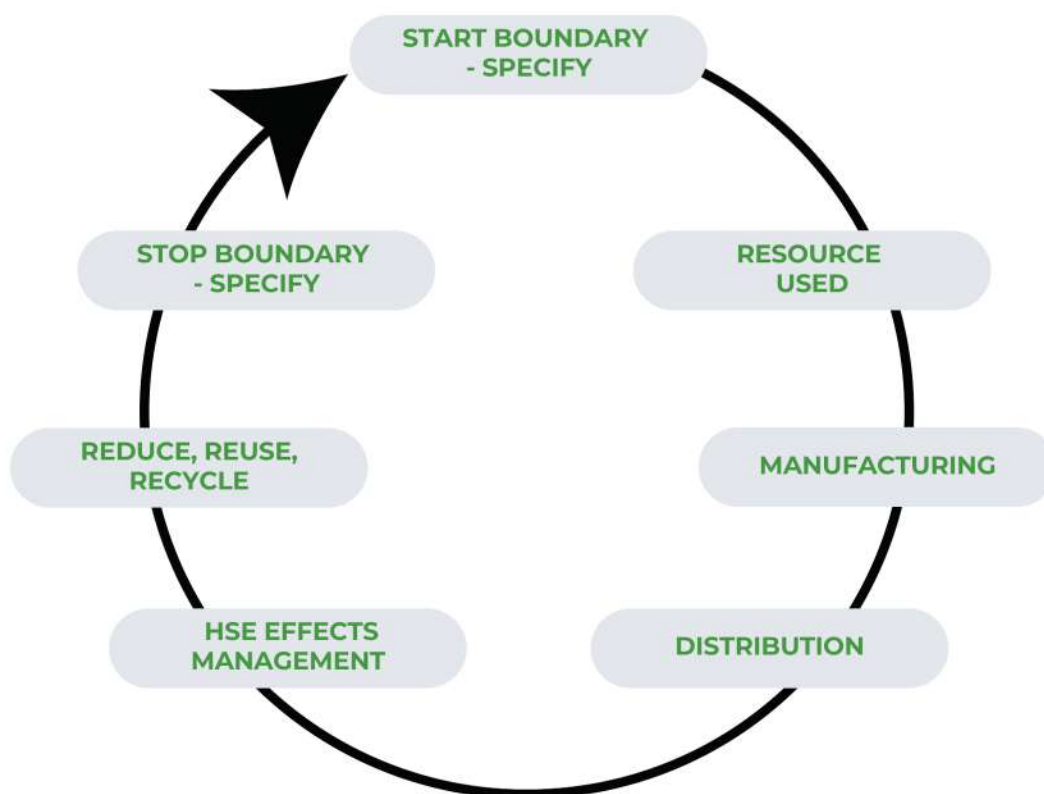 START BOUNDARY
- SPECIFY
RESOURCE
USED
MANUFACTURING
DISTRIBUTION
HSE EFFECTS
MANAGEMENT
REDUCE, REUSE,
RECYCLE
STOP BOUNDARY
- SPECIFY